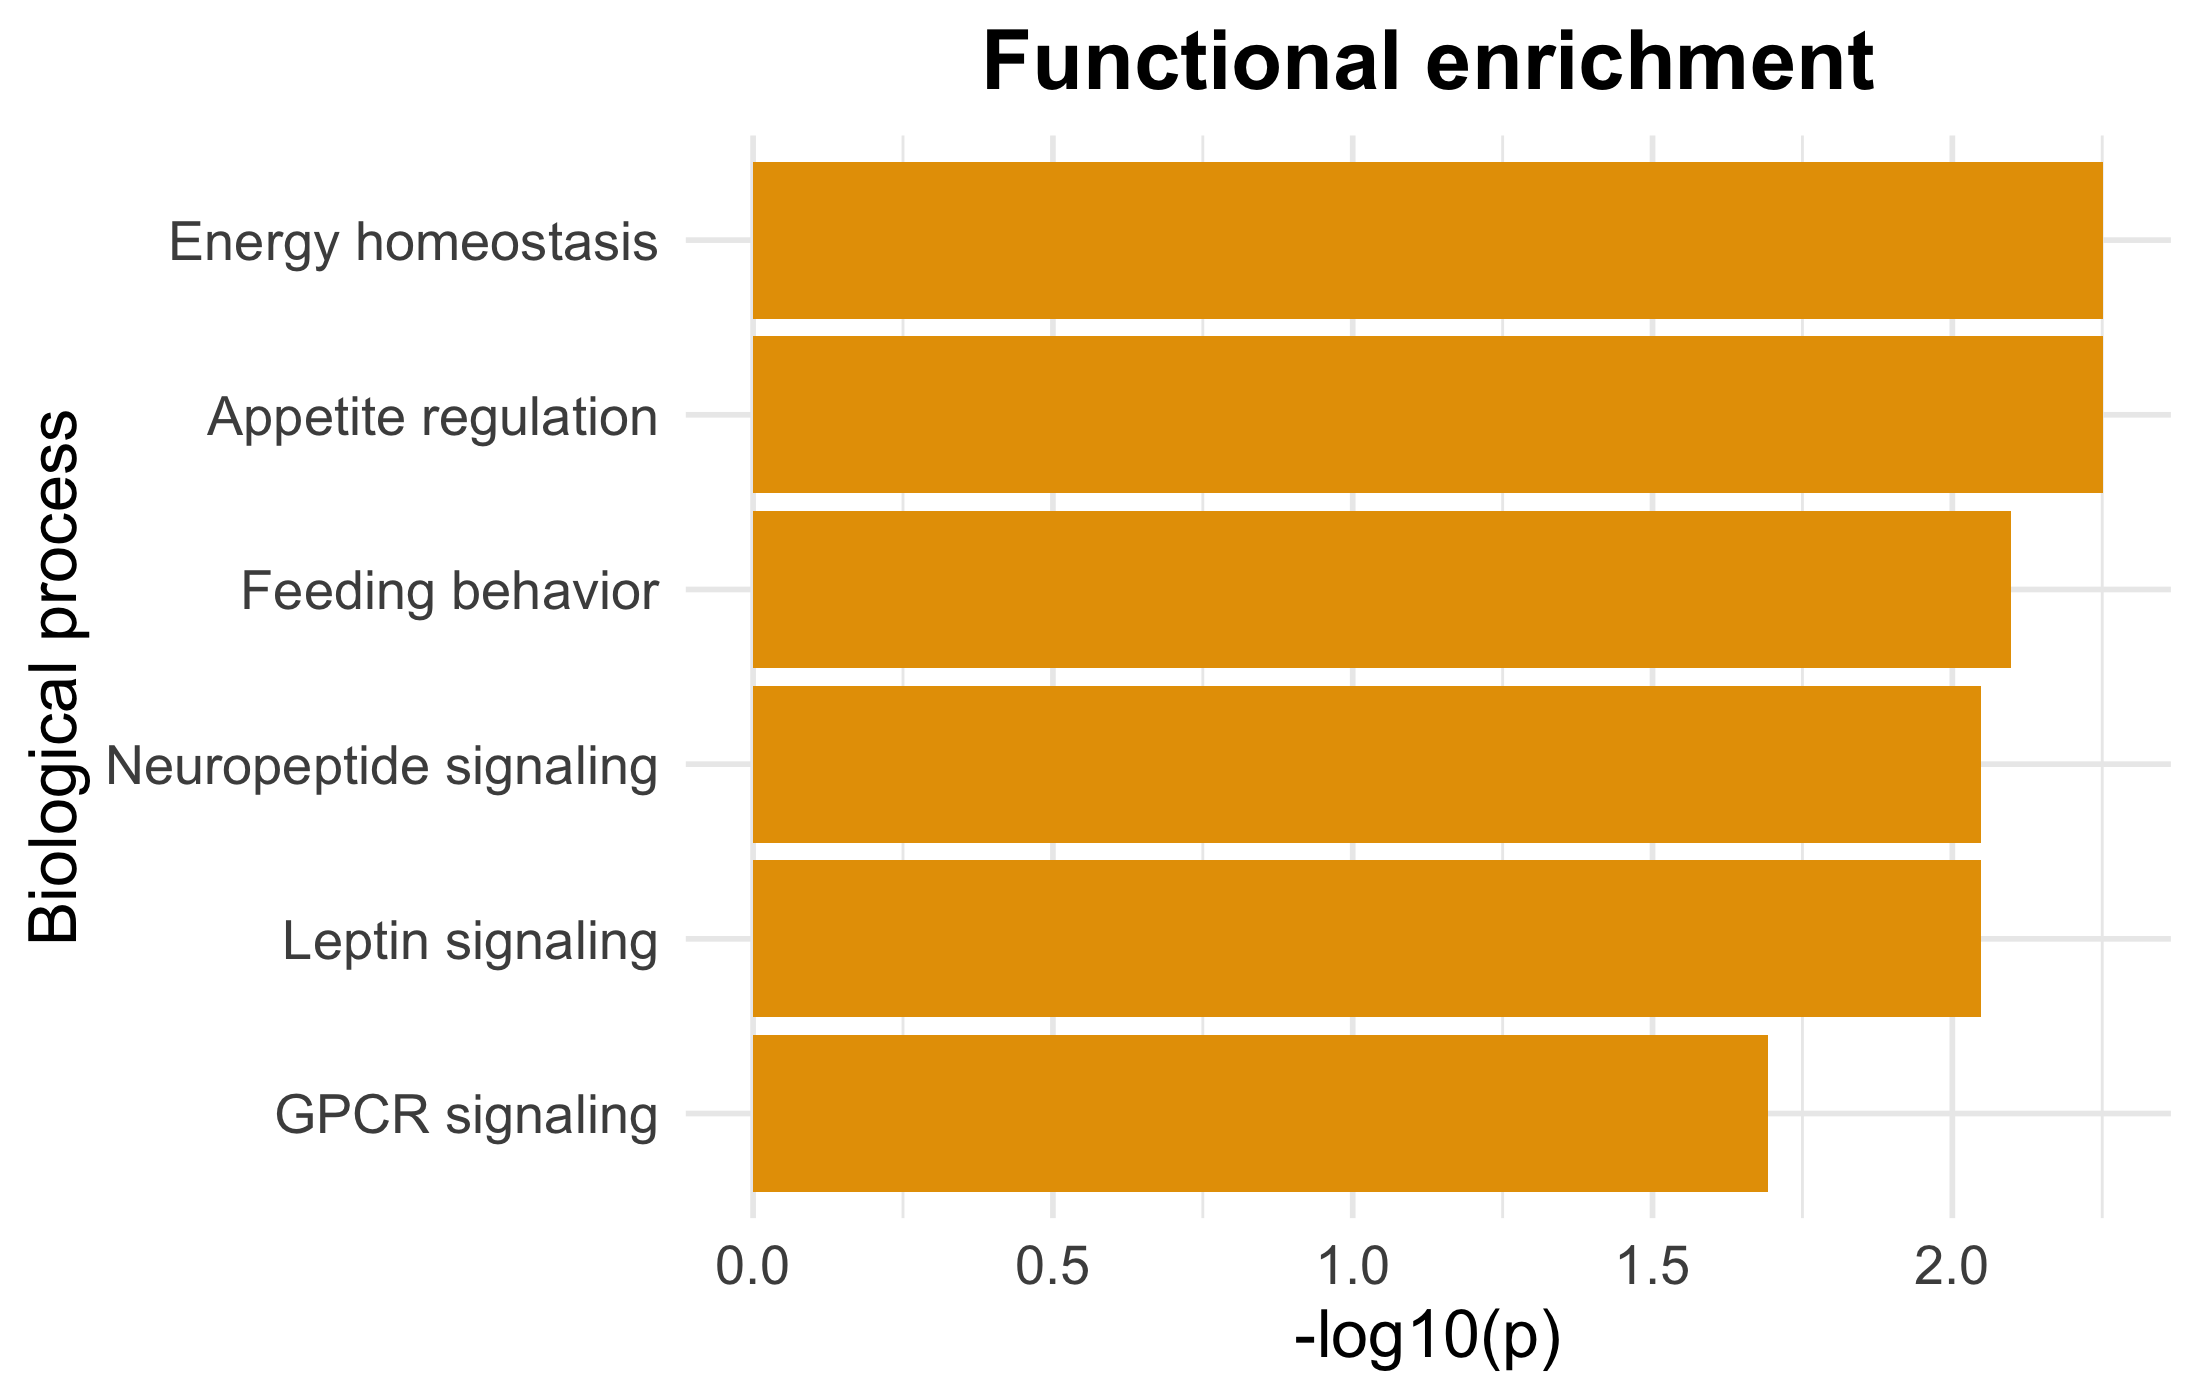 Functional enrichment
Biological process
Energy homeostasis
Appetite regulation
Feeding behavior
Neuropeptide signaling
Leptin signaling
GPCR signaling
0.0 0.5 1.0 1.5 2.0
-log10(p)